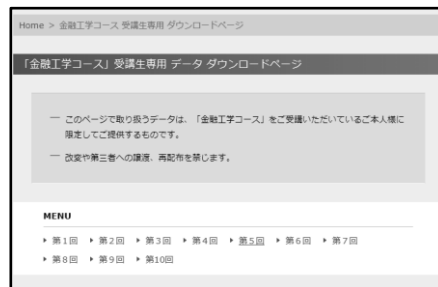 Home > 金融工学コース 受講生専用 ダウンロードページ
「金融工学コース」受講生専用 データ ダウンロードページ
― このページで取り扱うデータは、「金融工学コース」をご受講いただいているご本人様に
限定してご提供するものです。
― 改変や第三者への譲渡、再配布を禁じます。
MENU
▶ 第1回 ▶ 第2回 ▶ 第3回 ▶ 第4回 ▶ 第5回 ▶ 第6回 ▶ 第7回
▶ 第8回 ▶ 第9回 ▶ 第10回